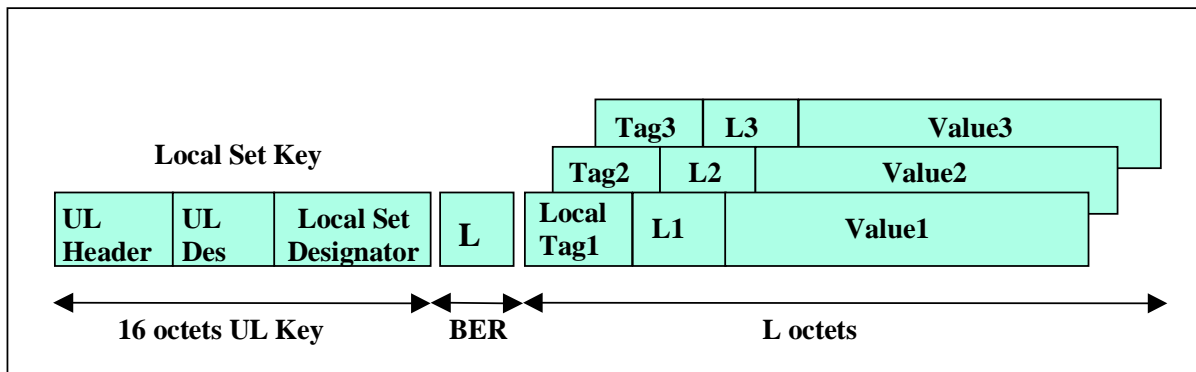 Tag3 L3 Value3
Local Set Key
Tag2 L2 Value2
UL Header
UL Des
Local Set Designator
L
Local Tag1
L1
Value1
16 octets UL Key
BER
L octets